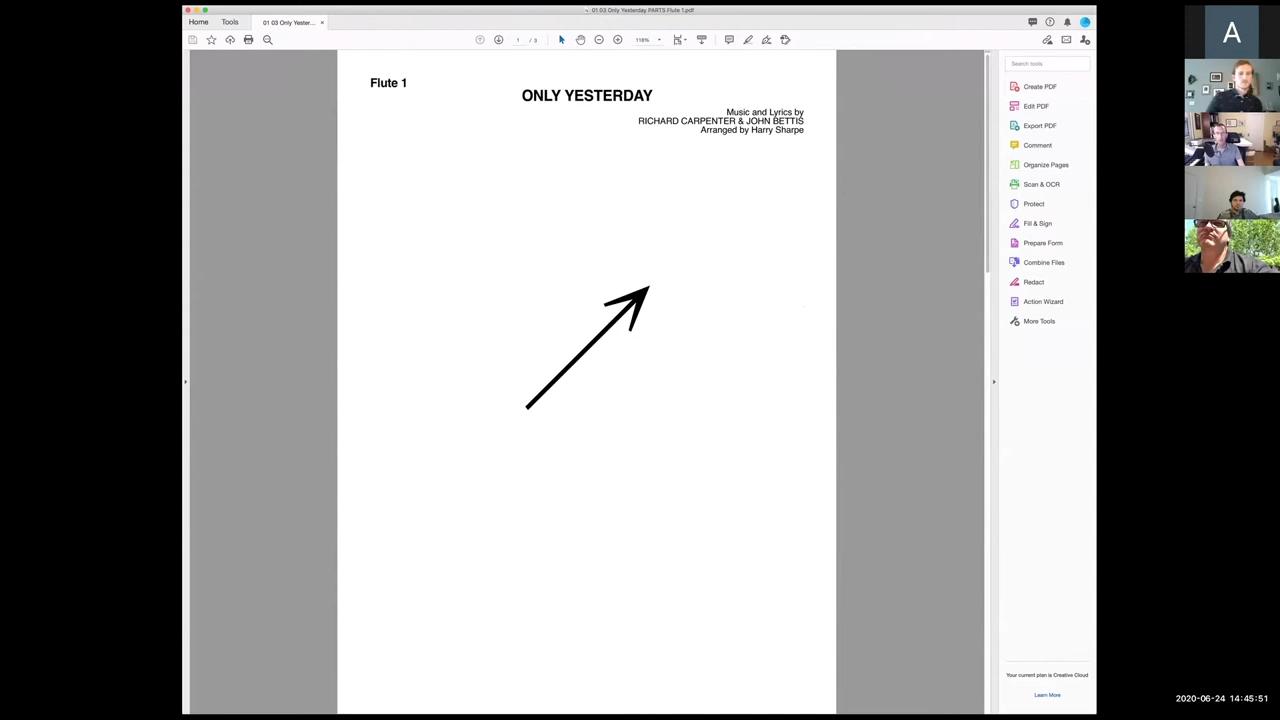 01 03 Only Yesterday PARTS Flute 1.pdf
Home
Tools
01 03 Only Yester...
1 / 3
118%
Flute 1
ONLY YESTERDAY
Music and Lyrics by
RICHARD CARPENTER & JOHN BETTIS
Arranged by Harry Sharpe
Search tools
Create PDF
Edit PDF
Export PDF
Comment
Organize Pages
Scan & OCR
Protect
Fill & Sign
Prepare Form
Combine Files
Redact
Action Wizard
More Tools
Your current plan is Creative Cloud
Learn More
A
2020-06-24 14:45:51